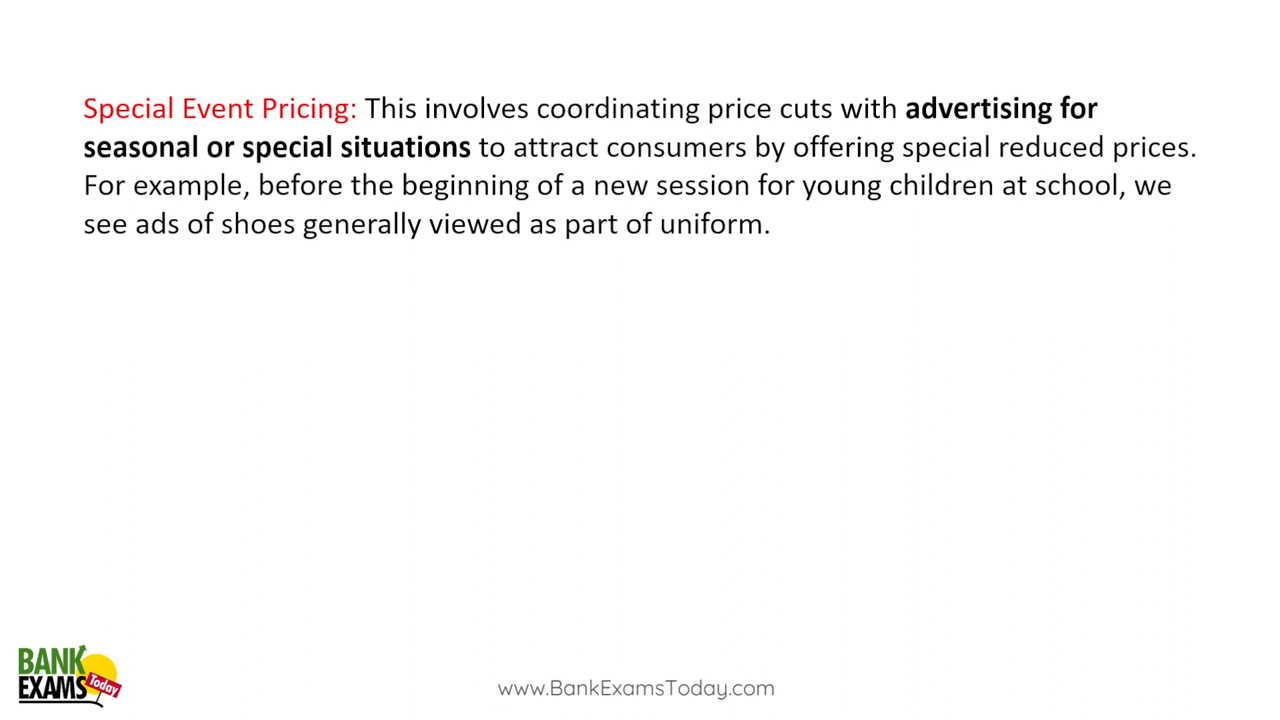 Special Event Pricing: This involves coordinating price cuts with advertising for
seasonal or special situations to attract consumers by offering special reduced prices.
For example, before the beginning of a new session for young children at school, we
see ads of shoes generally viewed as part of uniform.
BANK
EXAMS
Today
www.BankExamsToday.com